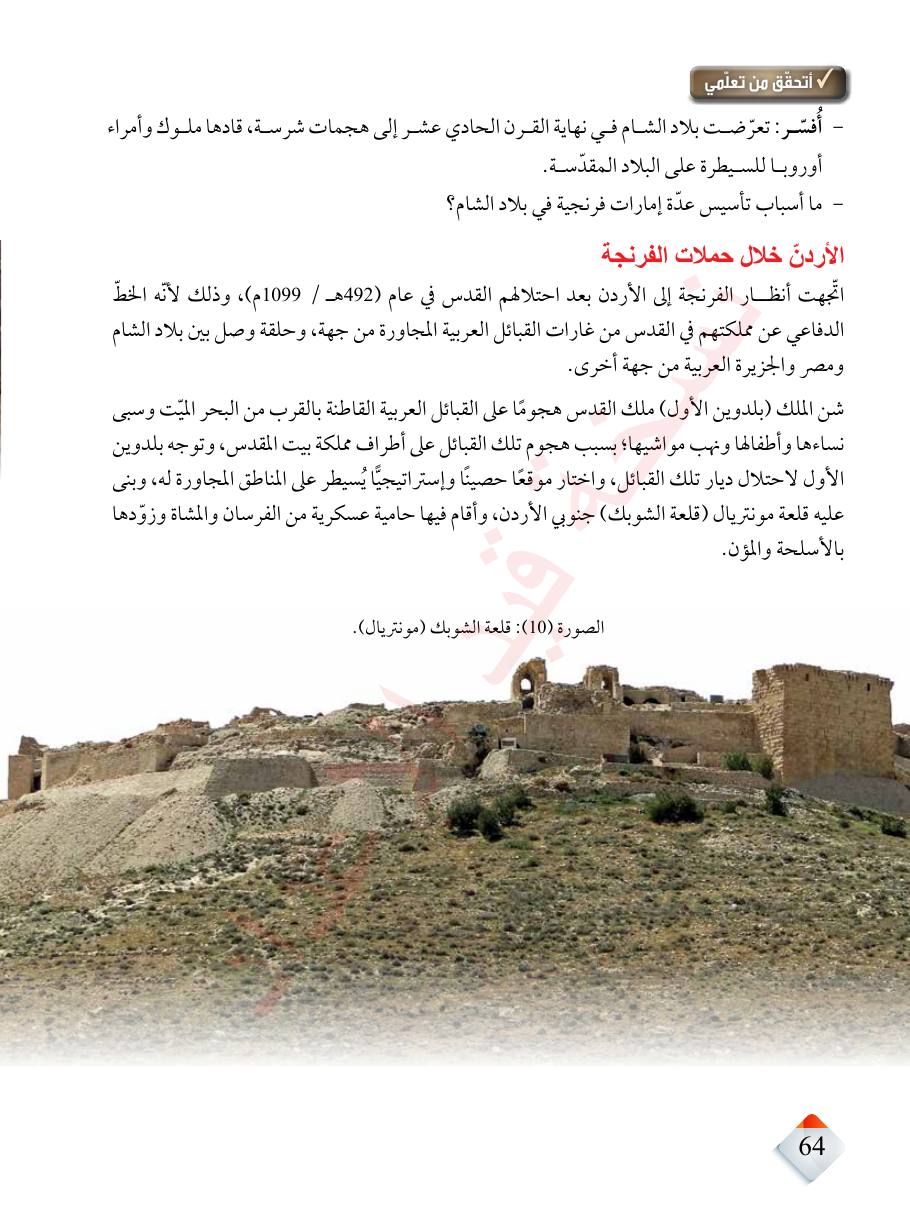 أتحقّق من تعلّمي
- أُفسّر: تعرّضت بلاد الشام في نهاية القرن الحادي عشر إلى هجمات شرسة، قادها ملوك وأمراء
أوروبا للسيطرة على البلاد المقدّسة.
- ما أسباب تأسيس عدّة إمارات فرنجية في بلاد الشام؟
الأردنّ خلال حملات الفرنجة
اتّجهت أنظار الفرنجة إلى الأردن بعد احتلالهم القدس في عام (492هـ / 1099م)، وذلك لأنّه الخطّ
الدفاعي عن مملكتهم في القدس من غارات القبائل العربية المجاورة من جهة، وحلقة وصل بين بلاد الشام
ومصر والجزيرة العربية من جهة أخرى.
شن الملك (بلدوين الأول) ملك القدس هجومًا على القبائل العربية القاطنة بالقرب من البحر الميّت وسبى
نساءها وأطفالها ونهب مواشيها؛ بسبب هجوم تلك القبائل على أطراف مملكة بيت المقدس، وتوجه بلدوين
الأول لاحتلال ديار تلك القبائل، واختار موقعًا حصينًا وإستراتيجيًّا يُسيطر على المناطق المجاورة له، وبنى
عليه قلعة مونتريال (قلعة الشوبك) جنوبي الأردن، وأقام فيها حامية عسكرية من الفرسان والمشاة وزوّدها
بالأسلحة والمؤن.
الصورة (10): قلعة الشوبك (مونتريال).
64